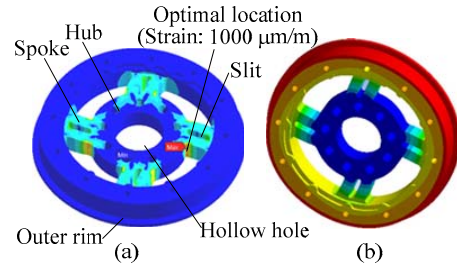 Optimal location
Hub
(Strain: 1000 μm/m)
Spoke
Slit
Max
Min
Outer rim
Hollow hole
(a)
(b)